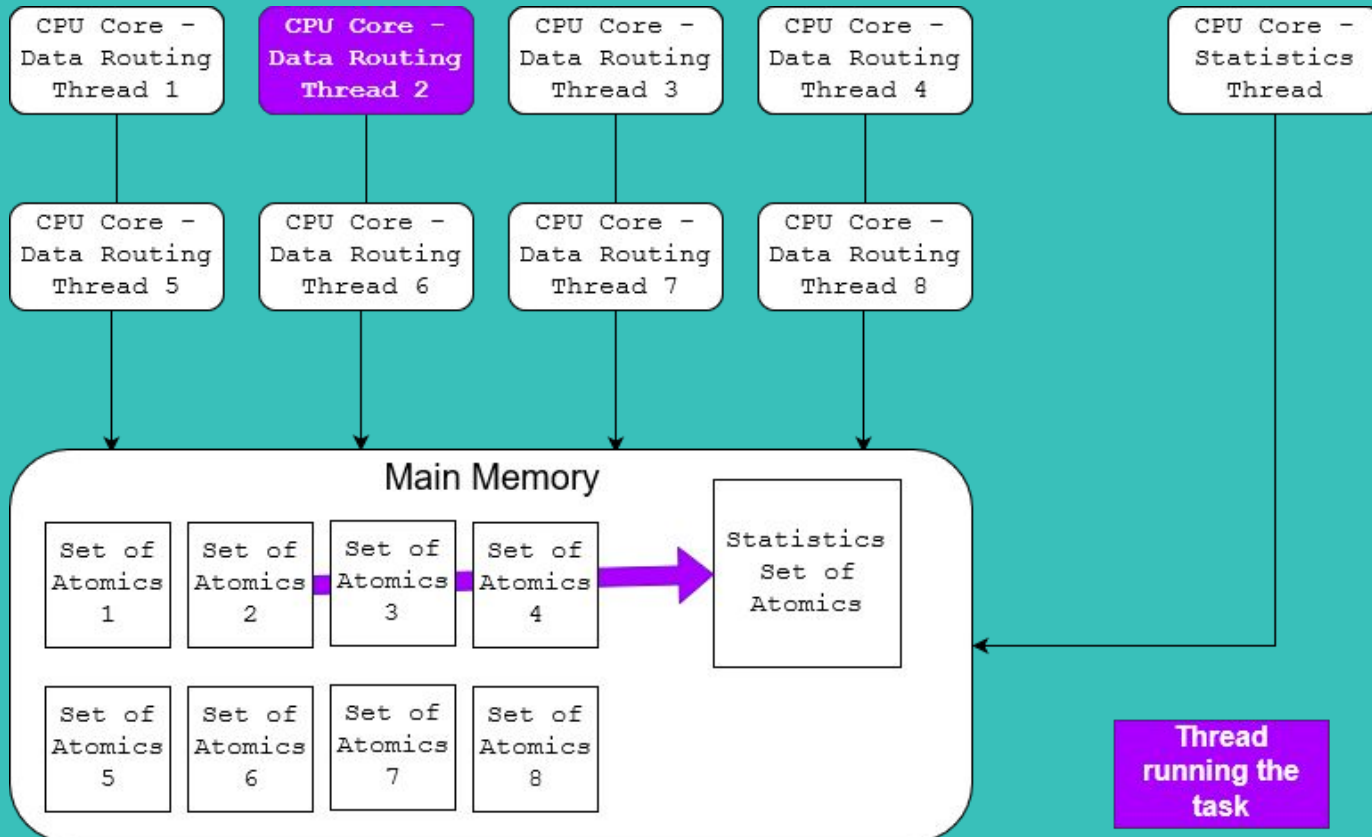 CPU Core -
Data Routing
Thread 1
CPU Core -
Data Routing
Thread 2
CPU Core -
Data Routing
Thread 3
CPU Core -
Data Routing
Thread 4
CPU Core -
Statistics
Thread
CPU Core -
Data Routing
Thread 5
CPU Core -
Data Routing
Thread 6
CPU Core -
Data Routing
Thread 7
CPU Core -
Data Routing
Thread 8
Main Memory
Set of
Atomics
1
Set of
Atomics
2
Set of
Atomics
3
Set of
Atomics
4
Statistics
Set of
Atomics
Set of
Atomics
5
Set of
Atomics
6
Set of
Atomics
7
Set of
Atomics
8
Thread
running the
task